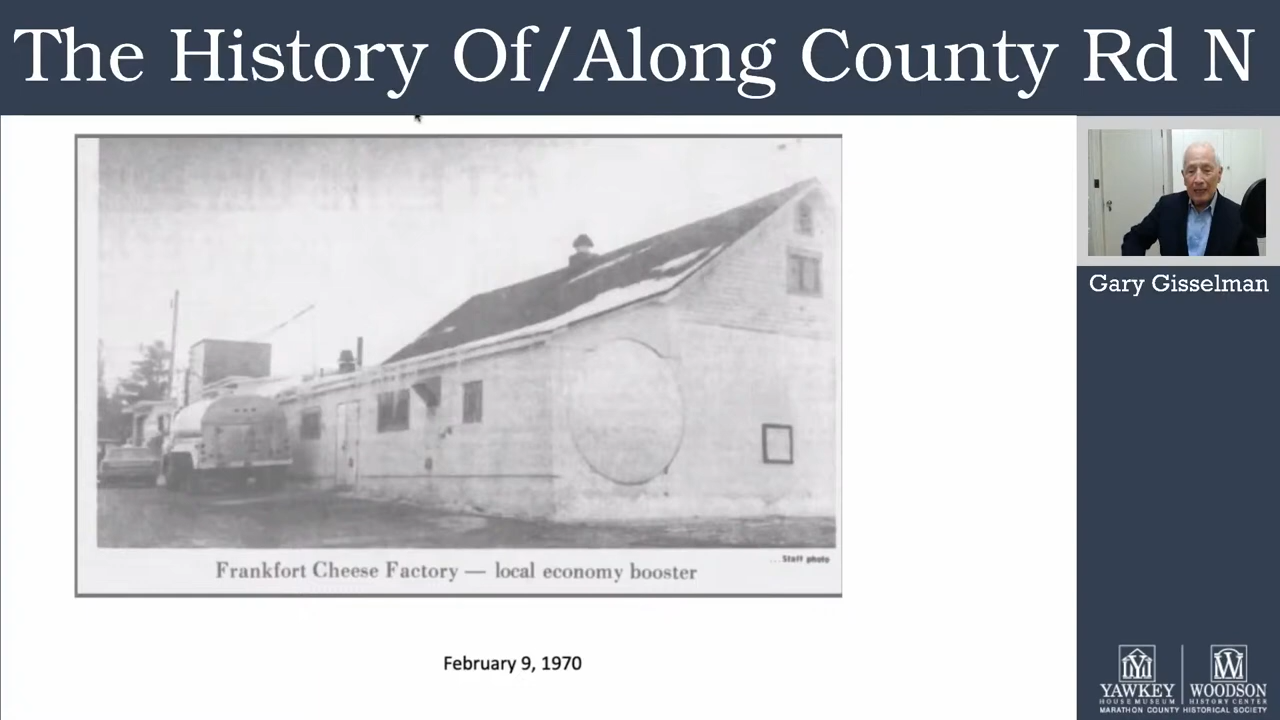 The History Of/Along County Rd N
Gary Gisselman
...Staff photo
Frankfort Cheese Factory — local economy booster
February 9, 1970
YAWKEY
HOUSE MUSEUM
WOODSON
HISTORY CENTER
MARATHON COUNTY HISTORICAL SOCIETY